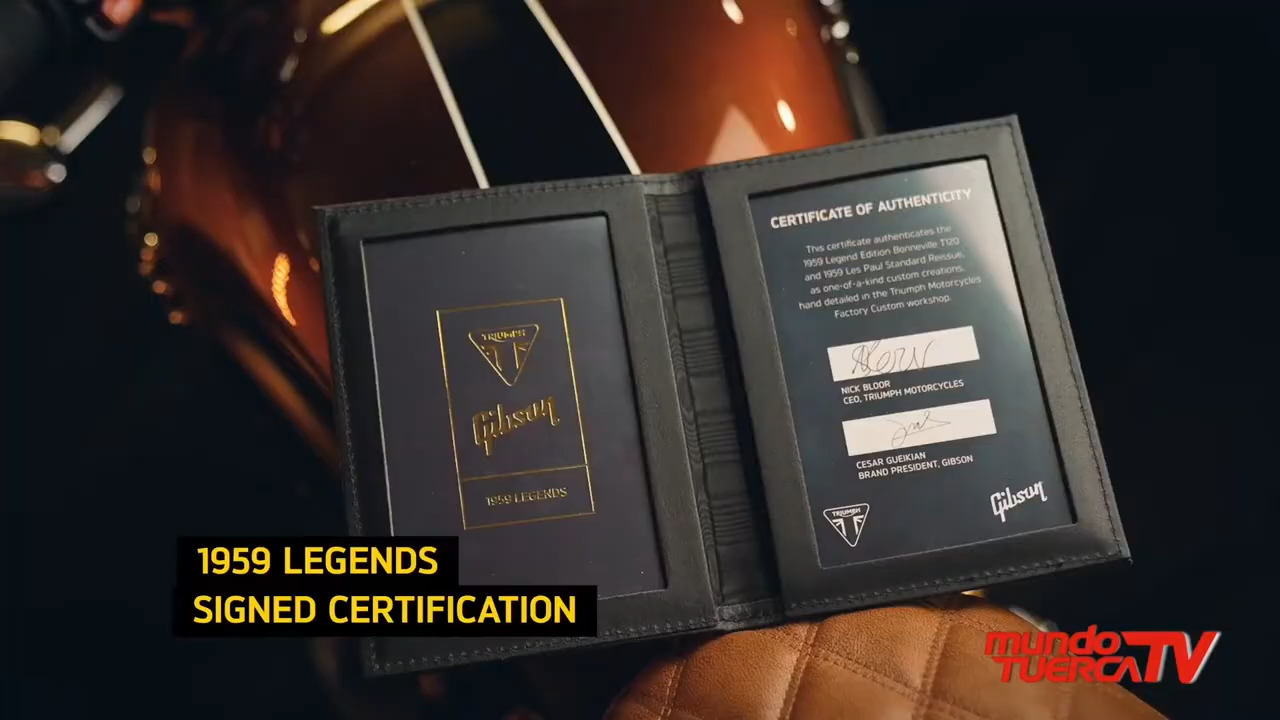 TRIUMPH
Gibson
1959 LEGENDS
CERTIFICATE OF AUTHENTICITY
This certificate authenticates the
1959 Legend Edition Bonneville T120
and 1959 Les Paul Standard Reissue,
as one-of-a-kind custom creations,
hand detailed in the Triumph Motorcycles
Factory Custom workshop.
NICK BLOOR
CEO, TRIUMPH MOTORCYCLES
CESAR GUEIKIAN
BRAND PRESIDENT, GIBSON
TRIUMPH
Gibson
1959 LEGENDS
SIGNED CERTIFICATION
mundo
TUERCA TV